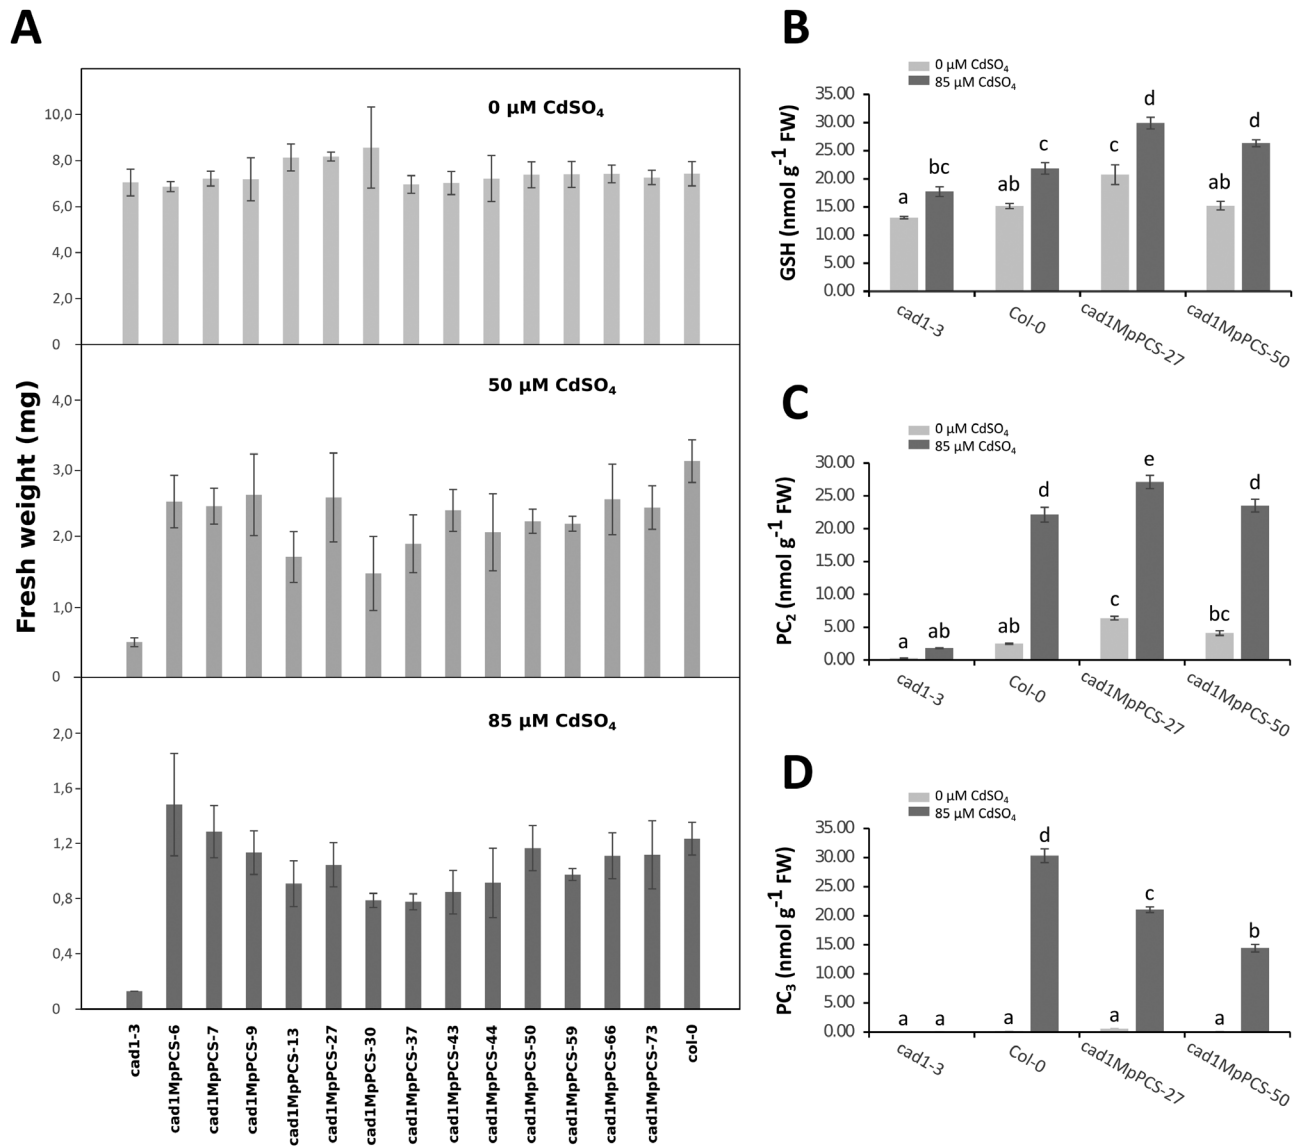 A
Fresh weight (mg)
0 µM CdSO₄
10,0
8,0
6,0
4,0
2,0
0
50 µM CdSO₄
4,0
3,0
2,0
1,0
0
85 µM CdSO₄
2,0
1,6
1,2
0,8
0,4
0
cad1-3
cad1MpPCS-6
cad1MpPCS-7
cad1MpPCS-9
cad1MpPCS-13
cad1MpPCS-27
cad1MpPCS-30
cad1MpPCS-37
cad1MpPCS-43
cad1MpPCS-44
cad1MpPCS-50
cad1MpPCS-59
cad1MpPCS-66
cad1MpPCS-73
col-0
B
0 µM CdSO₄
85 µM CdSO₄
GSH (nmol g⁻¹ FW)
35.00
30.00
25.00
20.00
15.00
10.00
5.00
0.00
a
bc
ab
c
c
d
ab
d
cad1-3
Col-0
cad1MpPCS-27
cad1MpPCS-50
C
0 µM CdSO₄
85 µM CdSO₄
PC₂ (nmol g⁻¹ FW)
30.00
25.00
20.00
15.00
10.00
5.00
0.00
a
ab
ab
d
c
e
bc
d
cad1-3
Col-0
cad1MpPCS-27
cad1MpPCS-50
D
0 µM CdSO₄
85 µM CdSO₄
PC₃ (nmol g⁻¹ FW)
35.00
30.00
25.00
20.00
15.00
10.00
5.00
0.00
a
a
a
d
a
c
a
b
cad1-3
Col-0
cad1MpPCS-27
cad1MpPCS-50